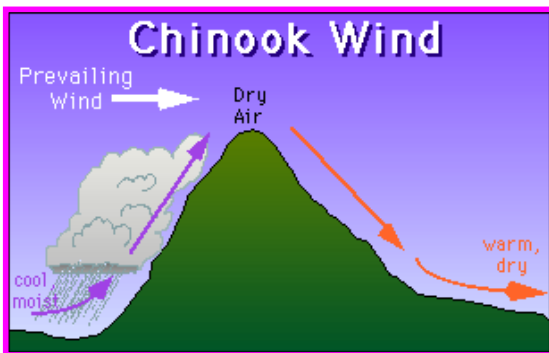 Chinook Wind
Prevailing
Wind
Dry
Air
cool
moist
warm,
dry